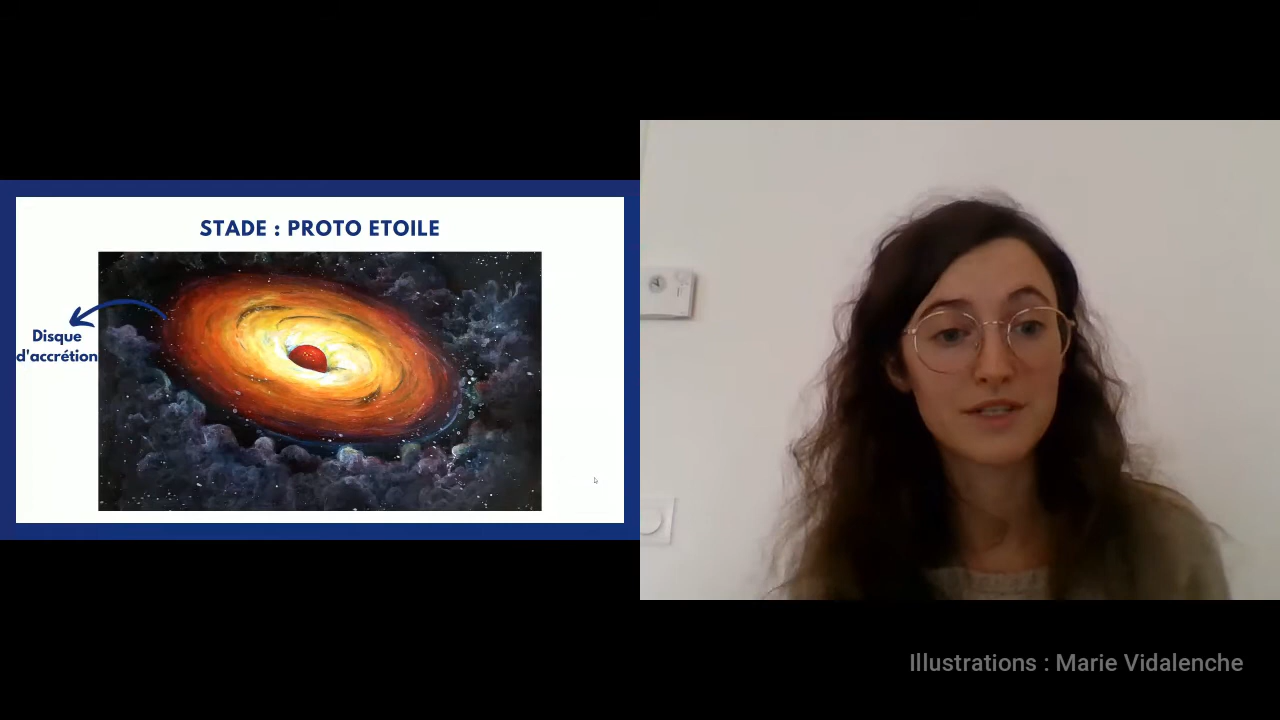 STADE : PROTO ETOILE
Disque
d'accrétion
Illustrations : Marie Vidalenche